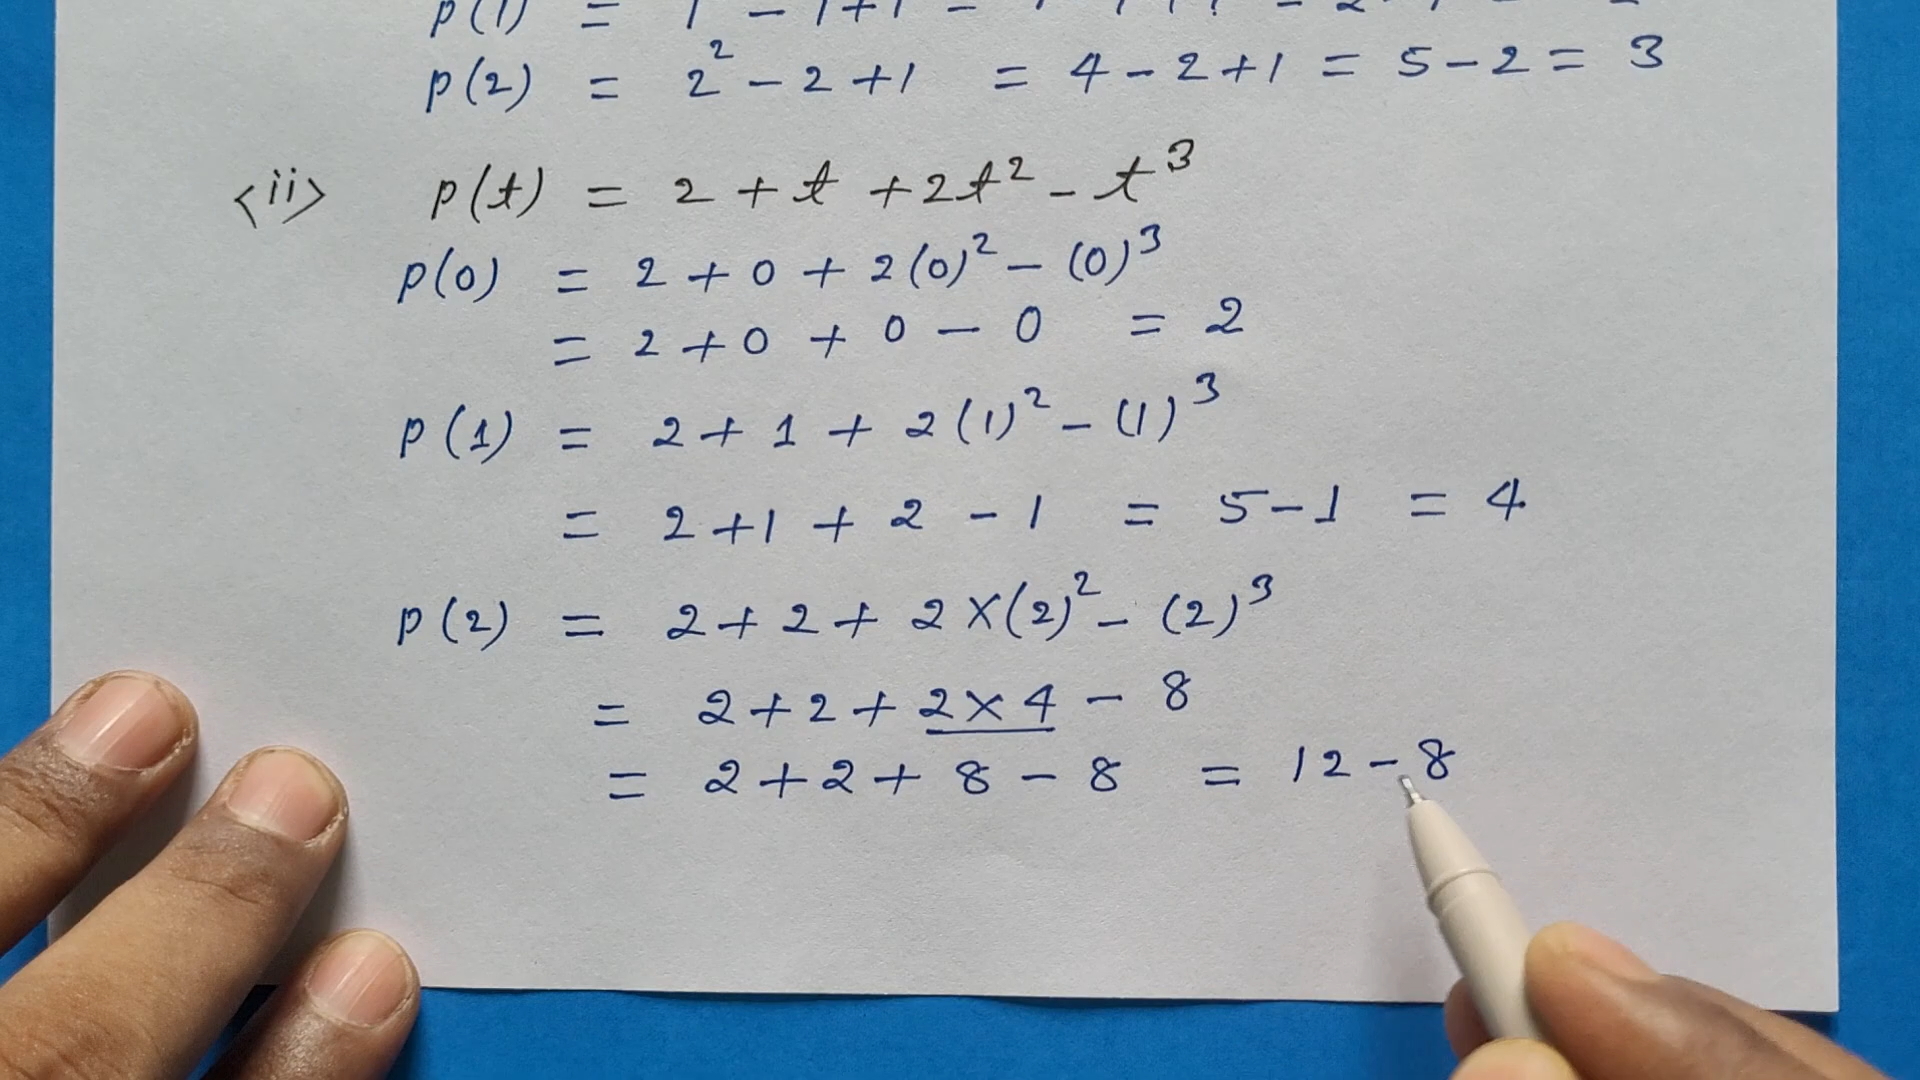 p(2) = 2² - 2 + 1 = 4 - 2 + 1 = 5 - 2 = 3
<ii> p(t) = 2 + t + 2t² - t³
p(0) = 2 + 0 + 2(0)² - (0)³
= 2 + 0 + 0 - 0 = 2
p(1) = 2 + 1 + 2(1)² - (1)³
= 2 + 1 + 2 - 1 = 5 - 1 = 4
p(2) = 2 + 2 + 2 × (2)² - (2)³
= 2 + 2 + 2 × 4 - 8
= 2 + 2 + 8 - 8 = 12 - 8